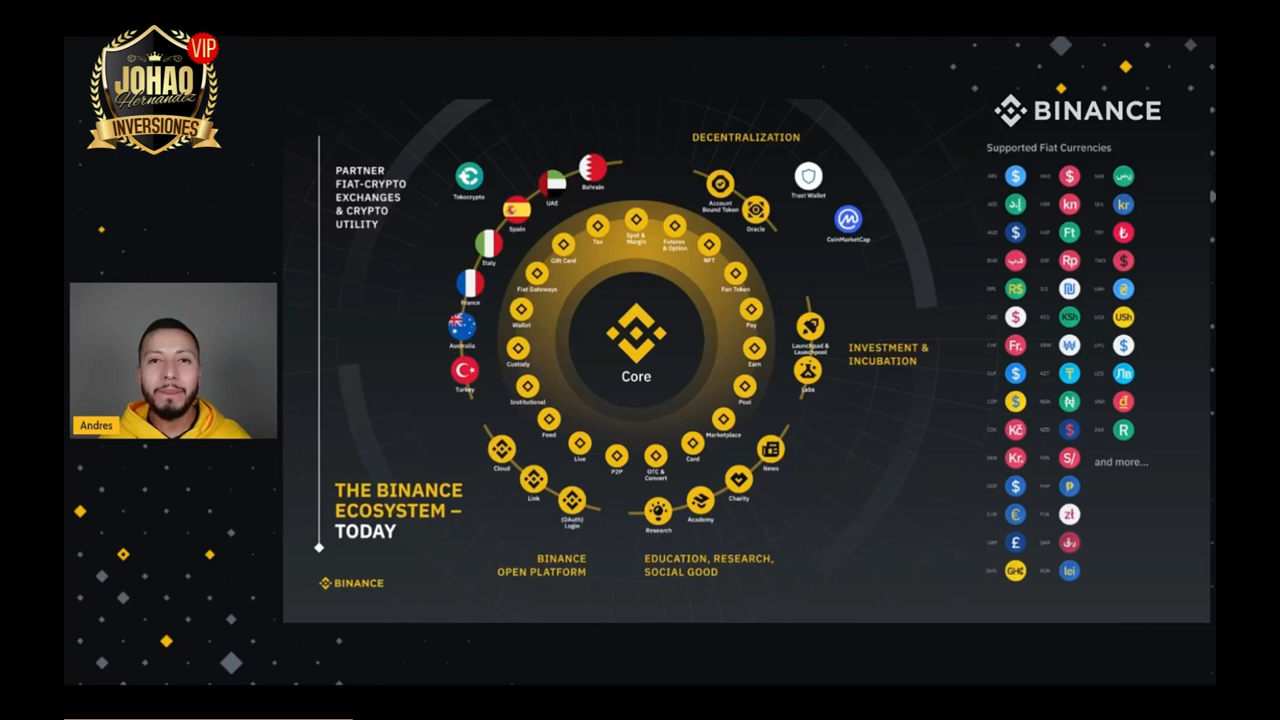 VIP
JOHAO
Hernandez
INVERSIONES
BINANCE
Supported Fiat Currencies
and more...
PARTNER
FIAT-CRYPTO
EXCHANGES
& CRYPTO
UTILITY
DECENTRALIZATION
Tokocrypto
Bahrain
UAE
Spain
Italy
France
Australia
Turkey
Account
Bound Token
Oracle
Trust Wallet
CoinMarketCap
Tax
Spot &
Margin
Futures
& Option
Gift Card
NFT
Fiat Gateways
Fan Token
Wallet
Pay
Custody
Earn
Institutional
Pool
Feed
Marketplace
Live
P2P
OTC &
Convert
Card
Core
Launchpad &
Launchpool
Labs
INVESTMENT &
INCUBATION
Cloud
Link
(OAuth)
Login
News
Charity
Academy
Research
Andres
THE BINANCE
ECOSYSTEM –
TODAY
BINANCE
BINANCE
OPEN PLATFORM
EDUCATION, RESEARCH,
SOCIAL GOOD